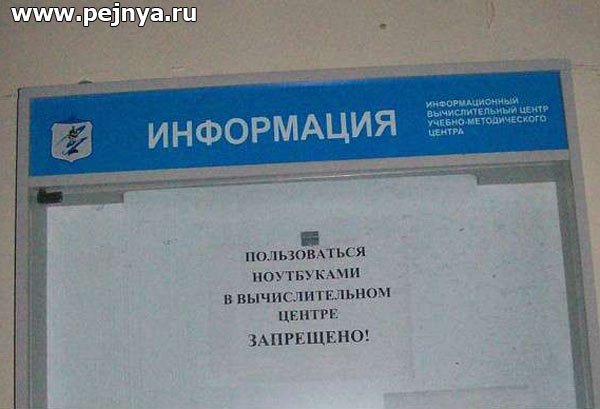 www.pejnya.ru
ИНФОРМАЦИЯ
ИНФОРМАЦИОННЫЙ
ВЫЧИСЛИТЕЛЬНЫЙ ЦЕНТР
УЧЕБНО-МЕТОДИЧЕСКОГО
ЦЕНТРА
ПОЛЬЗОВАТЬСЯ
НОУТБУКАМИ
В ВЫЧИСЛИТЕЛЬНОМ
ЦЕНТРЕ
ЗАПРЕЩЕНО!